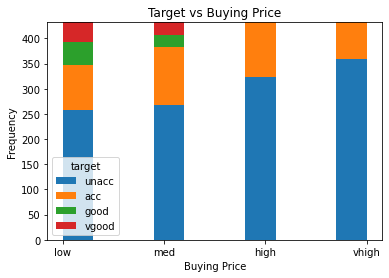 Target vs Buying Price
Frequency
400
350
300
250
200
150
100
50
0
target
unacc
acc
good
vgood
low med high vhigh
Buying Price